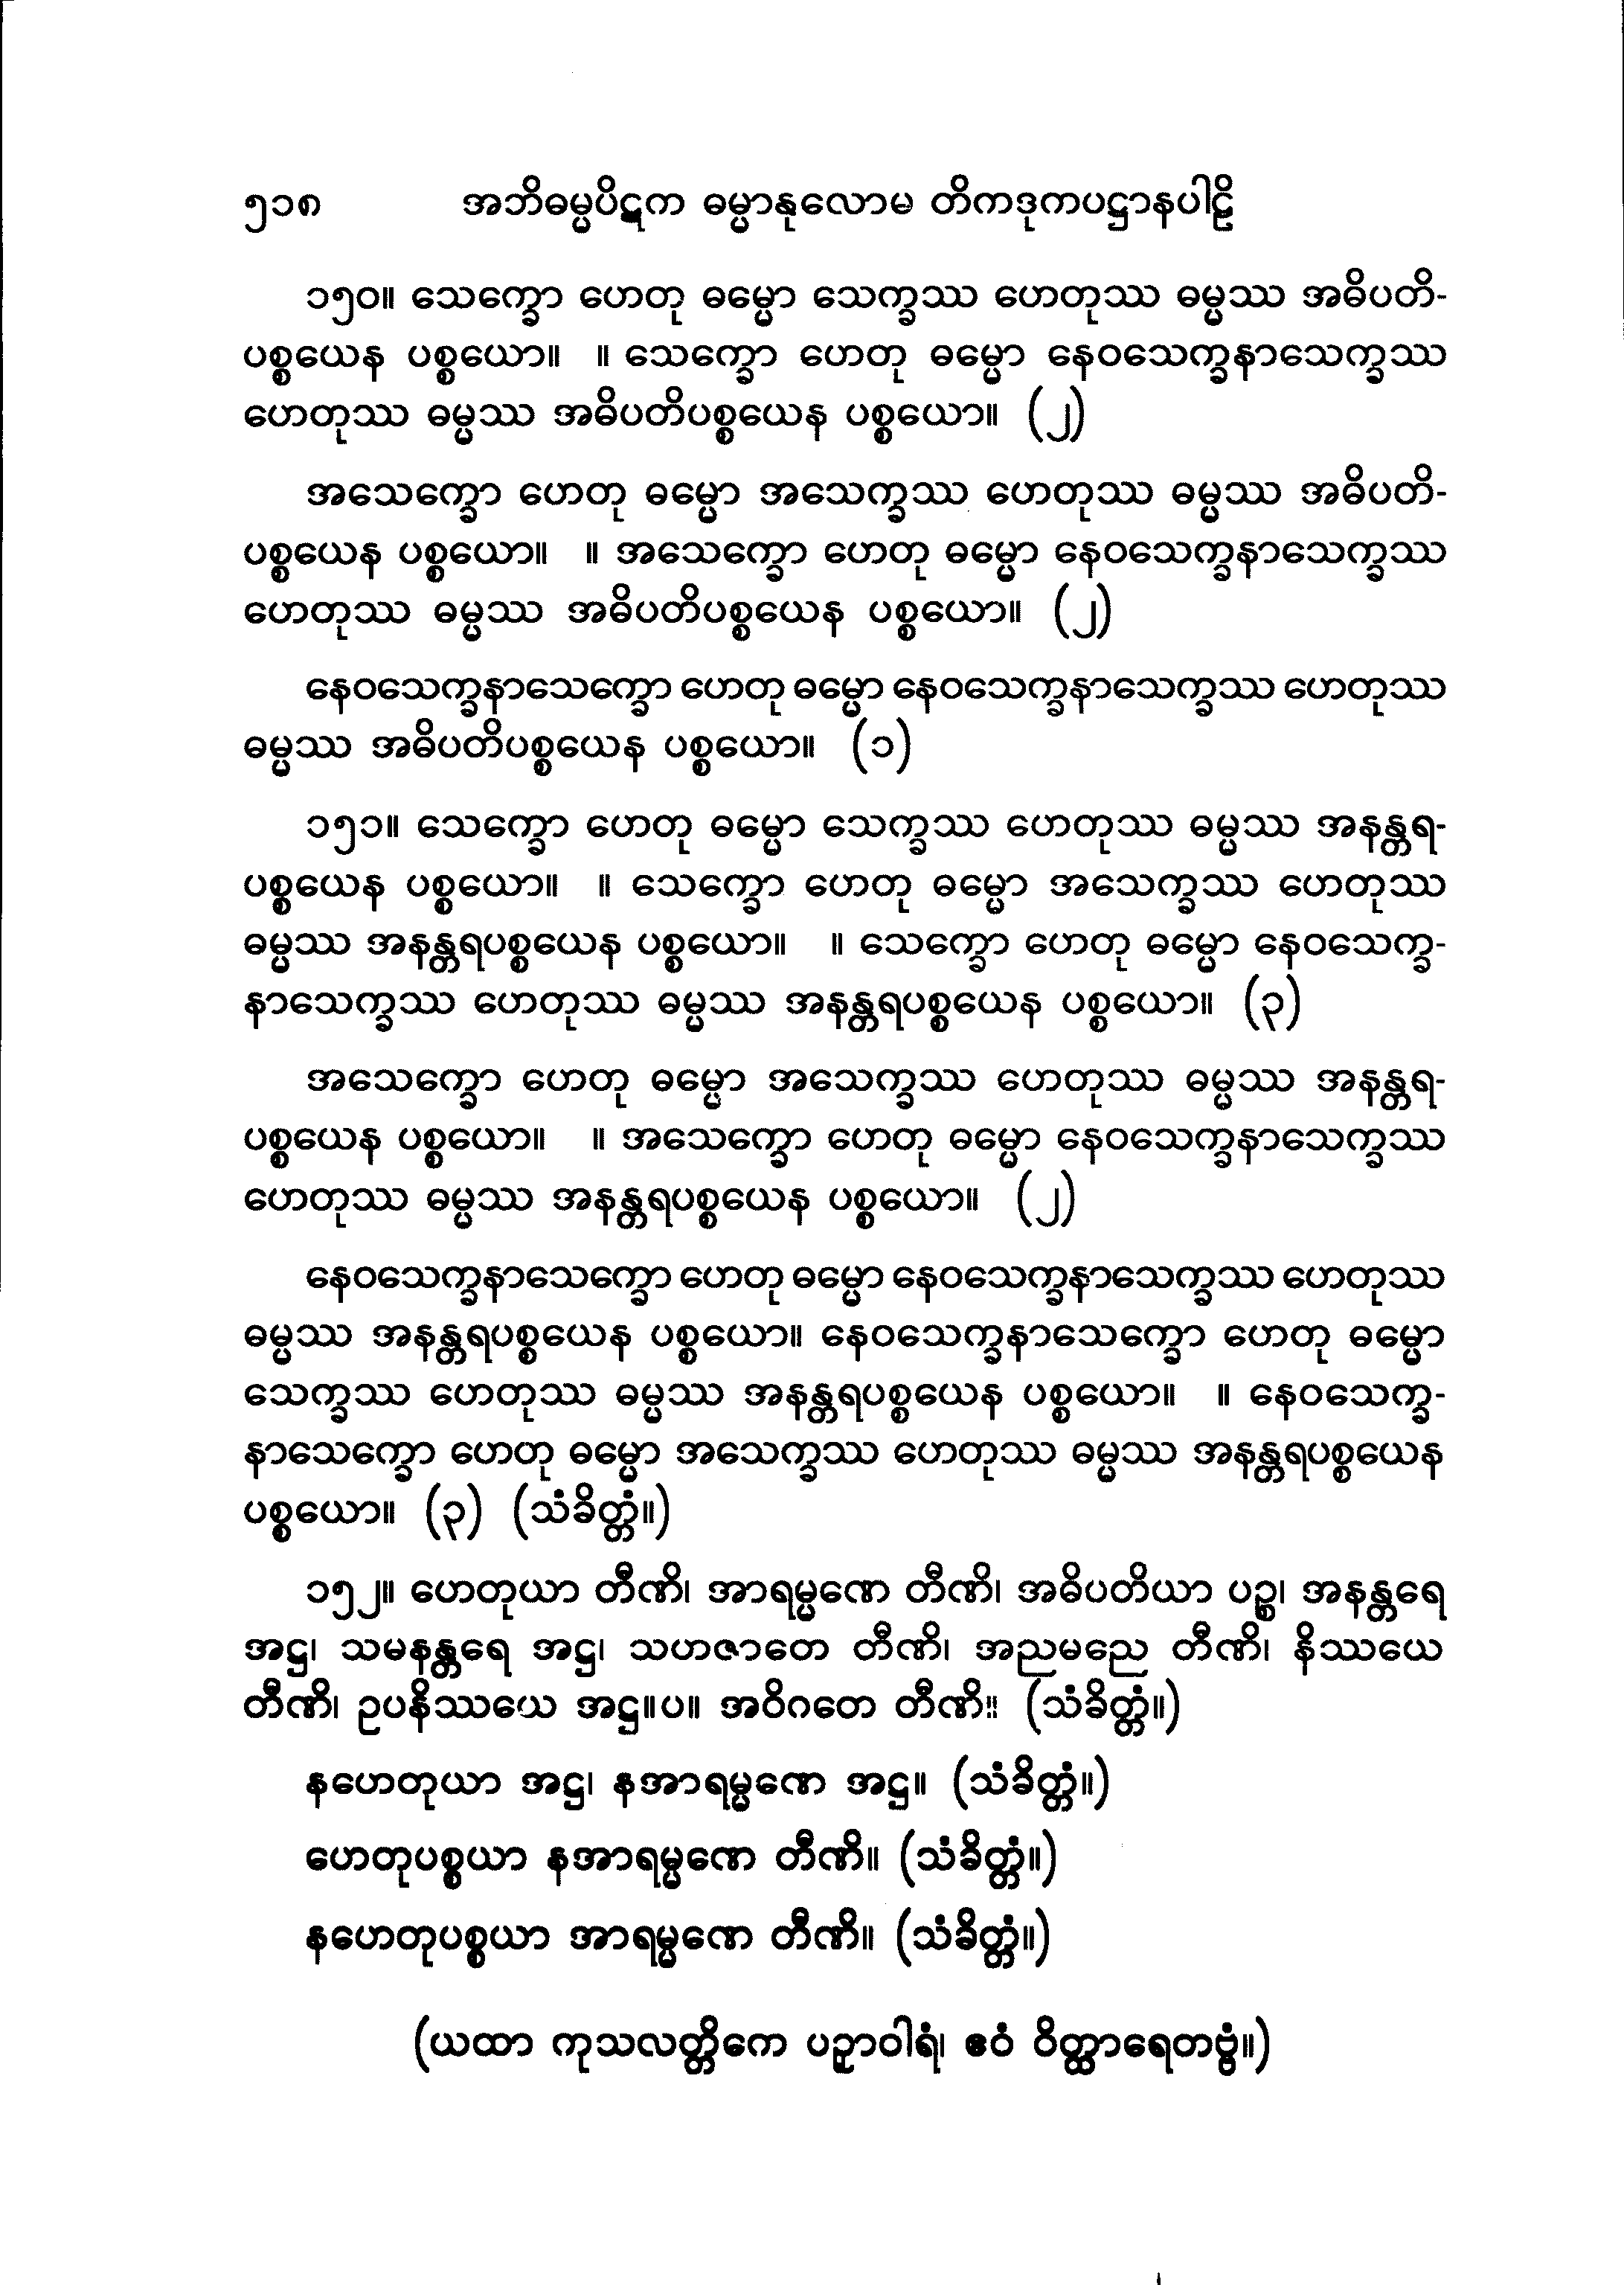 ၅၁၈ အဘိဓမ္မပိဋက ဓမ္မာနုလောမ တိကဒုကပဋ္ဌာနပါဠိ
၁၅၀။ သေက္ခော ဟေတု ဓမ္မော သေက္ခဿ ဟေတုဿ ဓမ္မဿ အဓိပတိ-
ပစ္စယေန ပစ္စယော။ ။ သေက္ခော ဟေတု ဓမ္မော နေဝသေက္ခနာသေက္ခဿ
ဟေတုဿ ဓမ္မဿ အဓိပတိပစ္စယေန ပစ္စယော။ (၂)
အသေက္ခော ဟေတု ဓမ္မော အသေက္ခဿ ဟေတုဿ ဓမ္မဿ အဓိပတိ-
ပစ္စယေန ပစ္စယော။ ။ အသေက္ခော ဟေတု ဓမ္မော နေဝသေက္ခနာသေက္ခဿ
ဟေတုဿ ဓမ္မဿ အဓိပတိပစ္စယေန ပစ္စယော။ (၂)
နေဝသေက္ခနာသေက္ခော ဟေတု ဓမ္မော နေဝသေက္ခနာသေက္ခဿ ဟေတုဿ
ဓမ္မဿ အဓိပတိပစ္စယေန ပစ္စယော။ (၁)
၁၅၁။ သေက္ခော ဟေတု ဓမ္မော သေက္ခဿ ဟေတုဿ ဓမ္မဿ အနန္တရ-
ပစ္စယေန ပစ္စယော။ ။ သေက္ခော ဟေတု ဓမ္မော အသေက္ခဿ ဟေတုဿ
ဓမ္မဿ အနန္တရပစ္စယေန ပစ္စယော။ ။ သေက္ခော ဟေတု ဓမ္မော နေဝသေက္ခ-
နာသေက္ခဿ ဟေတုဿ ဓမ္မဿ အနန္တရပစ္စယေန ပစ္စယော။ (၃)
အသေက္ခော ဟေတု ဓမ္မော အသေက္ခဿ ဟေတုဿ ဓမ္မဿ အနန္တရ-
ပစ္စယေန ပစ္စယော။ ။ အသေက္ခော ဟေတု ဓမ္မော နေဝသေက္ခနာသေက္ခဿ
ဟေတုဿ ဓမ္မဿ အနန္တရပစ္စယေန ပစ္စယော။ (၂)
နေဝသေက္ခနာသေက္ခော ဟေတု ဓမ္မော နေဝသေက္ခနာသေက္ခဿ ဟေတုဿ
ဓမ္မဿ အနန္တရပစ္စယေန ပစ္စယော။ နေဝသေက္ခနာသေက္ခော ဟေတု ဓမ္မော
သေက္ခဿ ဟေတုဿ ဓမ္မဿ အနန္တရပစ္စယေန ပစ္စယော။ ။ နေဝသေက္ခ-
နာသေက္ခော ဟေတု ဓမ္မော အသေက္ခဿ ဟေတုဿ ဓမ္မဿ အနန္တရပစ္စယေန
ပစ္စယော။ (၃) (သံခိတ္တံ။)
၁၅၂။ ဟေတုယာ တီဏိ၊ အာရမ္မဏေ တီဏိ၊ အဓိပတိယာ ပဉ္စ၊ အနန္တရေ
အဋ္ဌ၊ သမနန္တရေ အဋ္ဌ၊ သဟဇာတေ တီဏိ၊ အညမညေ တီဏိ၊ နိဿယေ
တီဏိ၊ ဥပနိဿယေ အဋ္ဌ။ပ။ အဝိဂတေ တီဏိ။ (သံခိတ္တံ။)
နဟေတုယာ အဋ္ဌ၊ နအာရမ္မဏေ အဋ္ဌ။ (သံခိတ္တံ။)
ဟေတုပစ္စယာ နအာရမ္မဏေ တီဏိ။ (သံခိတ္တံ။)
နဟေတုပစ္စယာ အာရမ္မဏေ တီဏိ။ (သံခိတ္တံ။)
(ယထာ ကုသလတ္တိကေ ပဉှာဝါရံ၊ ဧဝံ ဝိတ္ထာရေတဗ္ဗံ။)